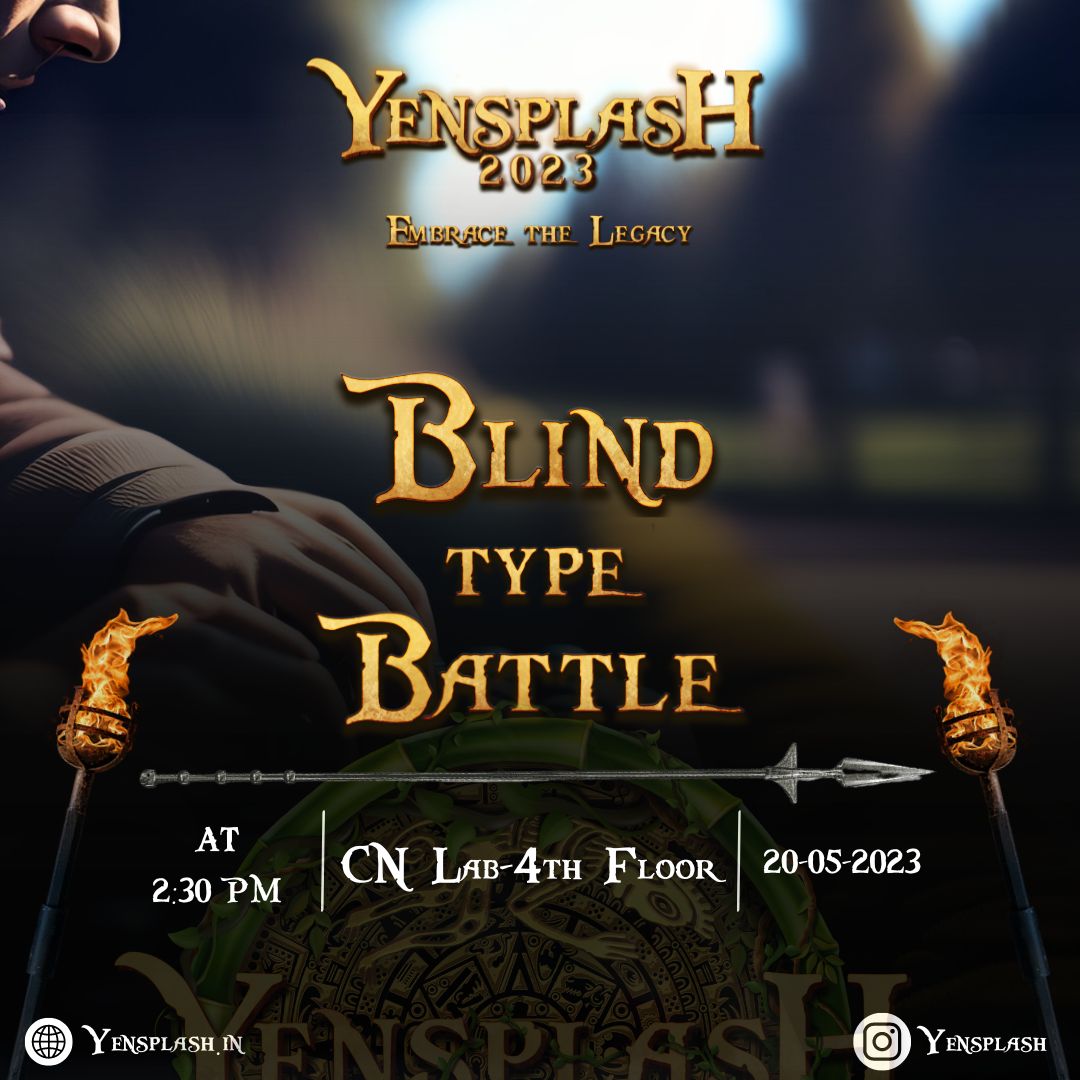 YENSPLASH
2023
EMBRACE THE LEGACY
BLIND
TYPE
BATTLE
AT
2:30 PM
CN LAB-4TH FLOOR
20-05-2023
YENSPLASH
YENSPLASH.IN
YENSPLASH